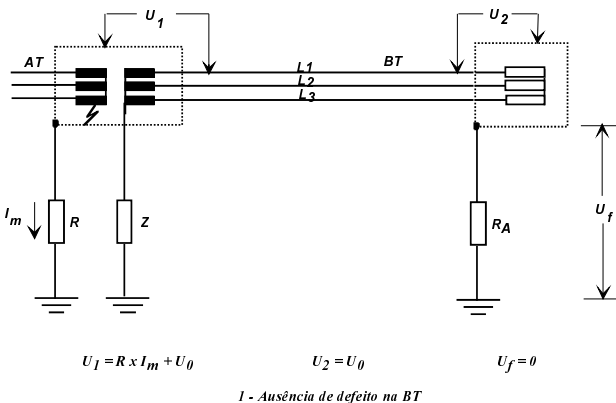 U1
U2
AT
L1
BT
L2
L3
Im
R
Z
RA
Uf
U1 = R x Im + U0
U2 = U0
Uf = 0
1 - Ausência de defeito na BT